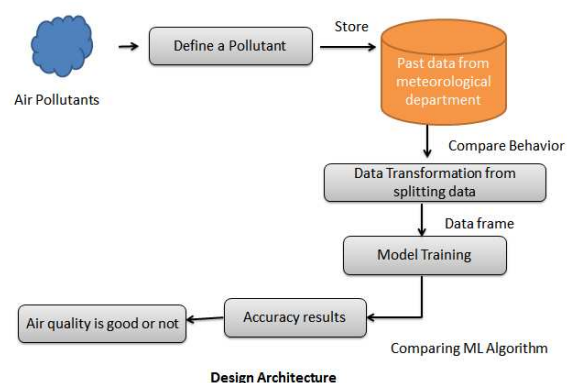 Air Pollutants
Define a Pollutant
Store
Past data from
meteorological
department
Compare Behavior
Data Transformation from
splitting data
Data frame
Model Training
Comparing ML Algorithm
Accuracy results
Air quality is good or not
Design Architecture